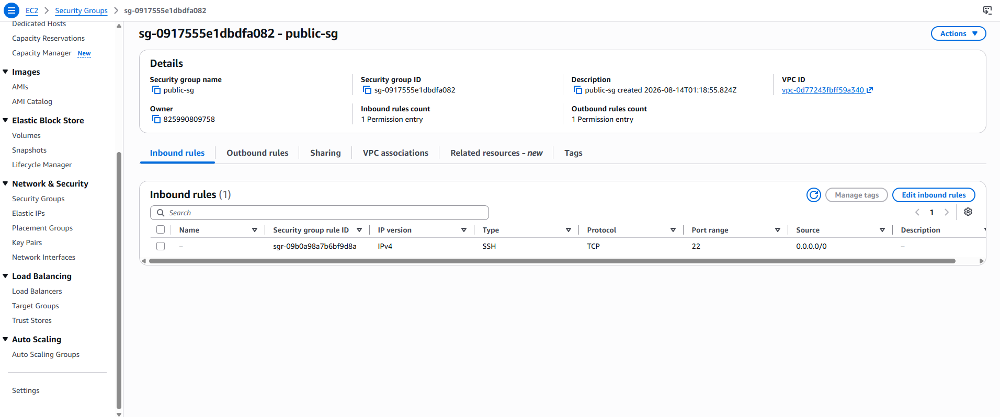 EC2 > Security Groups > sg-0917555e1dbdfa082
Dedicated Hosts
Capacity Reservations
Capacity Manager New
Images
AMIs
AMI Catalog
Elastic Block Store
Volumes
Snapshots
Lifecycle Manager
Network & Security
Security Groups
Elastic IPs
Placement Groups
Key Pairs
Network Interfaces
Load Balancing
Load Balancers
Target Groups
Trust Stores
Auto Scaling
Auto Scaling Groups
Settings
sg-0917555e1dbdfa082 - public-sg
Actions
Details
Security group name
public-sg
Security group ID
sg-0917555e1dbdfa082
Description
public-sg created 2026-08-14T01:18:55.824Z
VPC ID
vpc-0d77243fbff59a340
Owner
825990809758
Inbound rules count
1 Permission entry
Outbound rules count
1 Permission entry
Inbound rules Outbound rules Sharing VPC associations Related resources - new Tags
Inbound rules (1)
Manage tags Edit inbound rules
Search
1
Name Security group rule ID IP version Type Protocol Port range Source Description
– sgr-09b0a98a7b6bf9d8a IPv4 SSH TCP 22 0.0.0.0/0 –